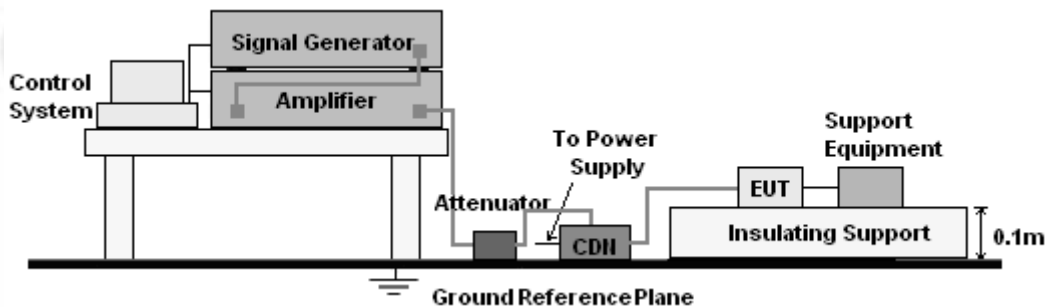 Signal Generator
Control
System
Amplifier
To Power
Supply
Support
Equipment
Attenuator
EUT
CDN
Insulating Support
0.1m
Ground Reference Plane